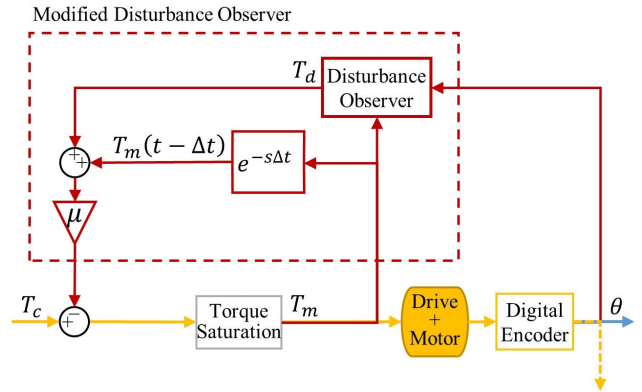 Modified Disturbance Observer
T_d
Disturbance
Observer
+
+
T_m(t − Δt)
e^{-sΔt}
μ
T_c
+
−
Torque
Saturation
T_m
Drive
+
Motor
Digital
Encoder
θ